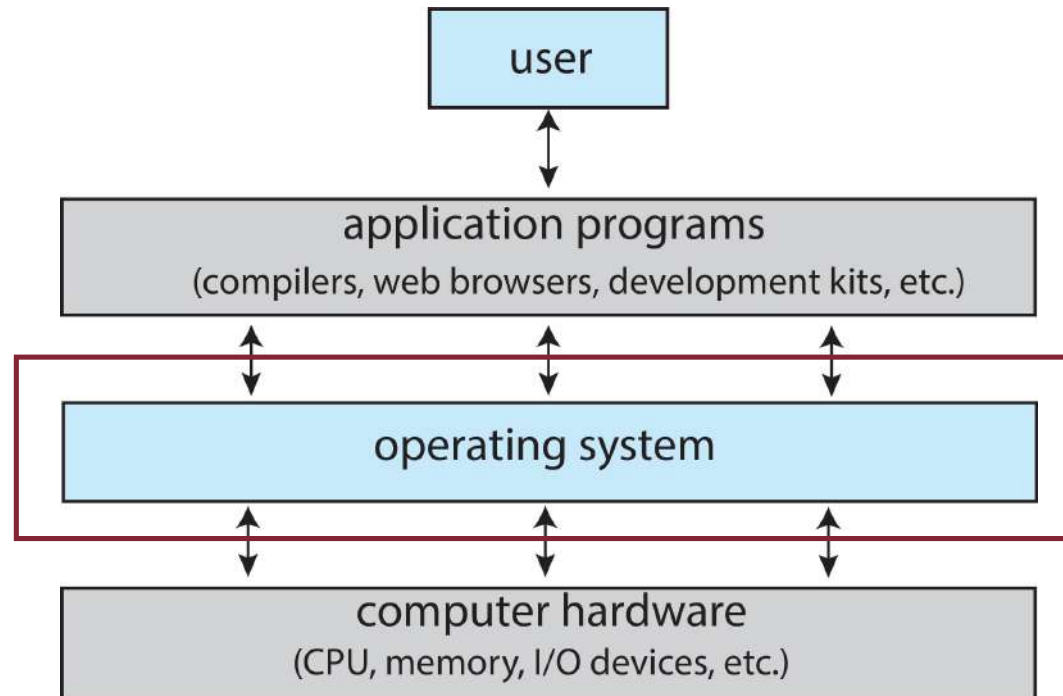 user
application programs
(compilers, web browsers, development kits, etc.)
operating system
computer hardware
(CPU, memory, I/O devices, etc.)